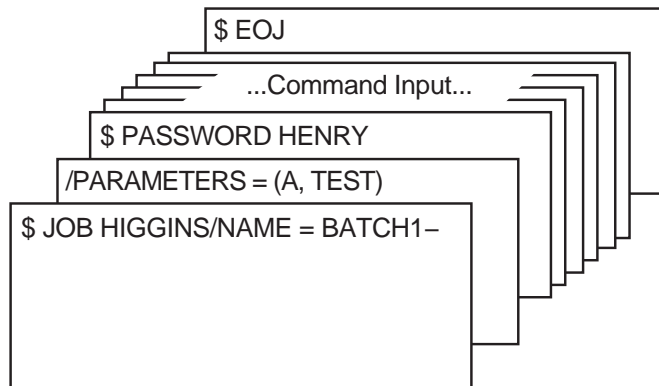 $ EOJ
...Command Input...
$ PASSWORD HENRY
/PARAMETERS = (A, TEST)
$ JOB HIGGINS/NAME = BATCH1–